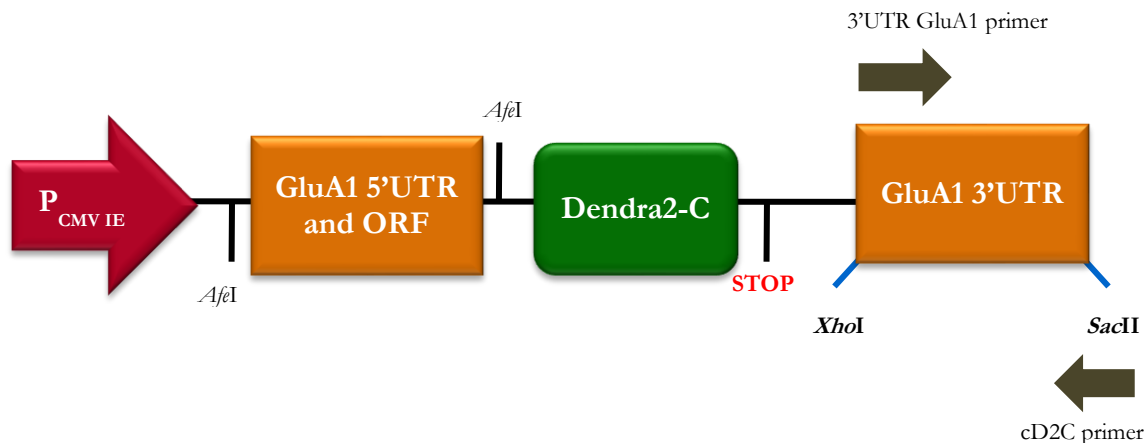 3’UTR GluA1 primer
AfeI
P CMV IE
GluA1 5’UTR
and ORF
Dendra2-C
GluA1 3’UTR
AfeI
STOP
XhoI
SacII
cD2C primer